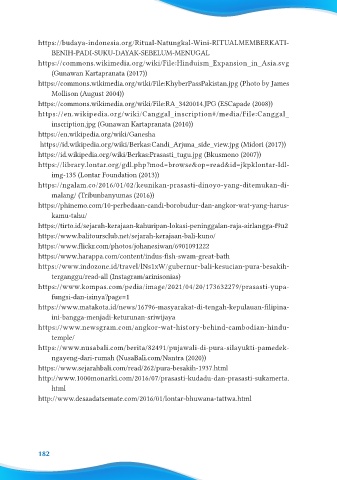 https://budaya-indonesia.org/Ritual-Natungkal-Wini-RITUALMEMBERKATI-
BENIH-PADI-SUKU-DAYAK-SEBELUM-MENUGAL
https://commons.wikimedia.org/wiki/File:Hinduism_Expansion_in_Asia.svg
(Gunawan Kartapranata (2017))
https://commons.wikimedia.org/wiki/File:KhyberPassPakistan.jpg (Photo by James
Mollison (August 2004))
https://commons.wikimedia.org/wiki/File:RA_3420014.JPG (ESCapade (2008))
https://en.wikipedia.org/wiki/Canggal_inscription#/media/File:Canggal_
inscription.jpg (Gunawan Kartapranata (2010))
https://en.wikipedia.org/wiki/Ganesha
https://id.wikipedia.org/wiki/Berkas:Candi_Arjuna_side_view.jpg (Midori (2017))
https://id.wikipedia.org/wiki/Berkas:Prasasti_tugu.jpg (Bkusmono (2007))
https://library.lontar.org/gdl.php?mod=browse&op=read&id=jkpklontar-ldl-
img-135 (Lontar Foundation (2013))
https://ngalam.co/2016/01/02/keunikan-prasasti-dinoyo-yang-ditemukan-di-
malang/ (Tribunbanyumas (2016))
https://phinemo.com/10-perbedaan-candi-borobudur-dan-angkor-wat-yang-harus-
kamu-tahu/
https://tirto.id/sejarah-kerajaan-kahuripan-lokasi-peninggalan-raja-airlangga-f9u2
https://www.balitoursclub.net/sejarah-kerajaan-bali-kuno/
https://www.flickr.com/photos/johanesiwan/6901091222
https://www.harappa.com/content/indus-fish-swam-great-bath
https://www.indozone.id/travel/lNs1xW/gubernur-bali-kesucian-pura-besakih-
terganggu/read-all (Instagram/arinisonias)
https://www.kompas.com/pedia/image/2021/04/20/173632279/prasasti-yupa-
fungsi-dan-isinya?page=1
https://www.matakota.id/news/16796-masyarakat-di-tengah-kepulauan-filipina-
ini-bangga-menjadi-keturunan-sriwijaya
https://www.newsgram.com/angkor-wat-history-behind-cambodian-hindu-
temple/
https://www.nusabali.com/berita/82491/pujawali-di-pura-silayukti-pamedek-
ngayeng-dari-rumah (NusaBali.com/Nantra (2020))
https://www.sejarahbali.com/read/262/pura-besakih-1937.html
http://www.1000monarki.com/2016/07/prasasti-kudadu-dan-prasasti-sukamerta.
html
http://www.desaadatsemate.com/2016/01/lontar-bhuwana-tattwa.html
182